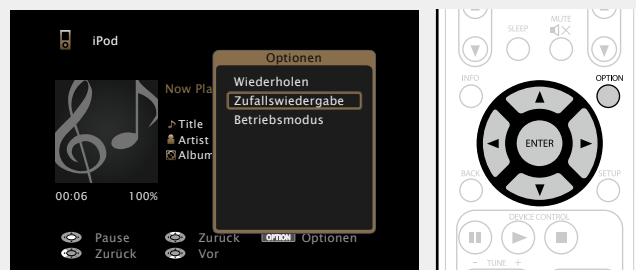 iPod
Optionen
Now Pla
Wiederholen
Zufallswiedergabe
Betriebsmodus
Title
Artist
Album
00:06 100%
Pause Zurück OPTION Optionen
Zurück Vor
SLEEP MUTE
INFO OPTION
ENTER
BACK SETUP
DEVICE CONTROL
- TUNE +